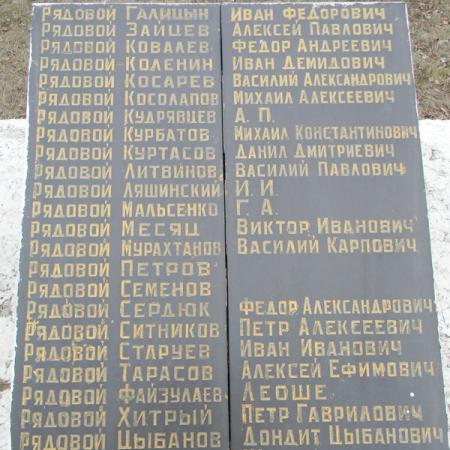 Рядовой Галицын Иван Федорович
Рядовой Зайцев Алексей Павлович
Рядовой Ковалев Федор Андреевич
Рядовой Коленин Иван Демидович
Рядовой Косарев Василий Александрович
Рядовой Косолапов Михаил Алексеевич
Рядовой Кудрявцев А. П.
Рядовой Курбатов Михаил Константинович
Рядовой Куртасов Данил Дмитриевич
Рядовой Литвинов Василий Павлович
Рядовой Ляшинский И. И.
Рядовой Мальсенко Г. А.
Рядовой Месяц Виктор Иванович
Рядовой Мурахтанов Василий Карпович
Рядовой Петров
Рядовой Семенов
Рядовой Сердюк Федор Александрович
Рядовой Ситников Петр Алексеевич
Рядовой Старуев Иван Иванович
Рядовой Тарасов Алексей Ефимович
Рядовой Файзулаев Леоше
Рядовой Хитрый Петр Гаврилович
Рядовой Цыбанов Дондит Цыбанович